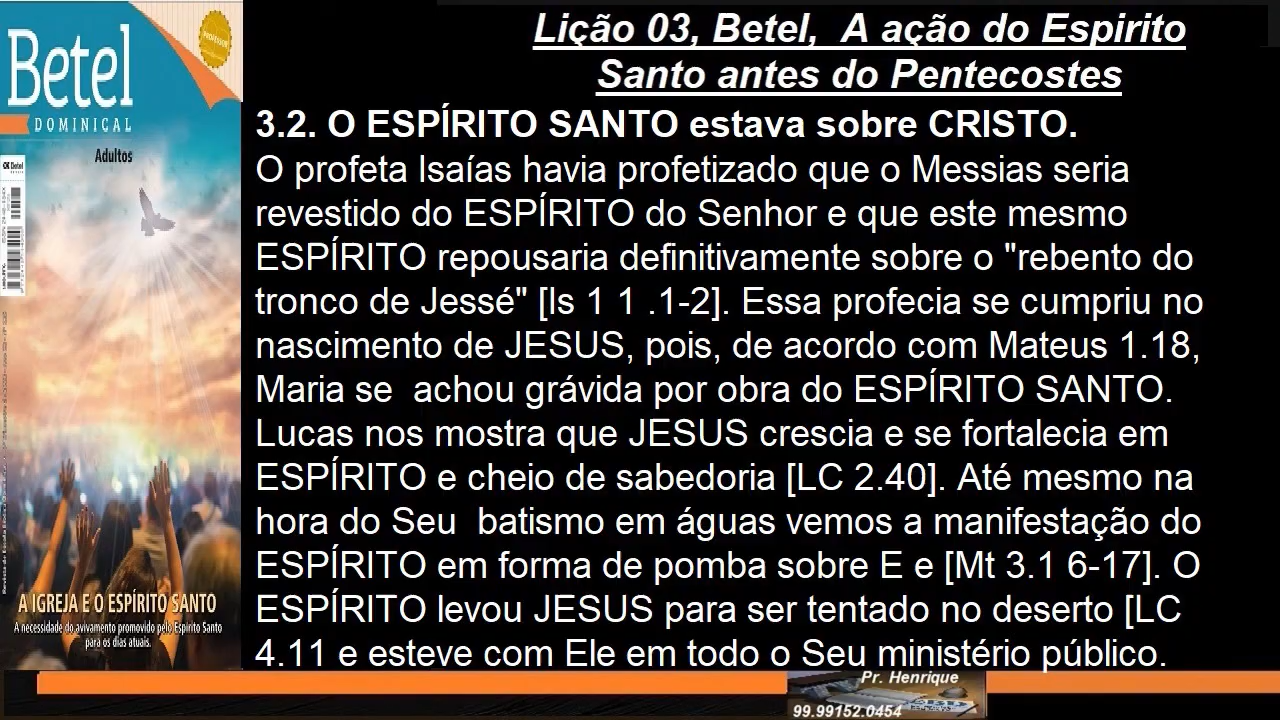 Betel
DOMINICAL
Adultos
PROFESSOR
A IGREJA E O ESPÍRITO SANTO
A necessidade do avivamento promovido pelo Espírito Santo
para os dias atuais.
Lição 03, Betel, A ação do Espirito
Santo antes do Pentecostes
3.2. O ESPÍRITO SANTO estava sobre CRISTO.
O profeta Isaías havia profetizado que o Messias seria
revestido do ESPÍRITO do Senhor e que este mesmo
ESPÍRITO repousaria definitivamente sobre o "rebento do
tronco de Jessé" [Is 1 1 .1-2]. Essa profecia se cumpriu no
nascimento de JESUS, pois, de acordo com Mateus 1.18,
Maria se achou grávida por obra do ESPÍRITO SANTO.
Lucas nos mostra que JESUS crescia e se fortalecia em
ESPÍRITO e cheio de sabedoria [LC 2.40]. Até mesmo na
hora do Seu batismo em águas vemos a manifestação do
ESPÍRITO em forma de pomba sobre E e [Mt 3.1 6-17]. O
ESPÍRITO levou JESUS para ser tentado no deserto [LC
4.11 e esteve com Ele em todo o Seu ministério público.
Pr. Henrique
99.99152.0454